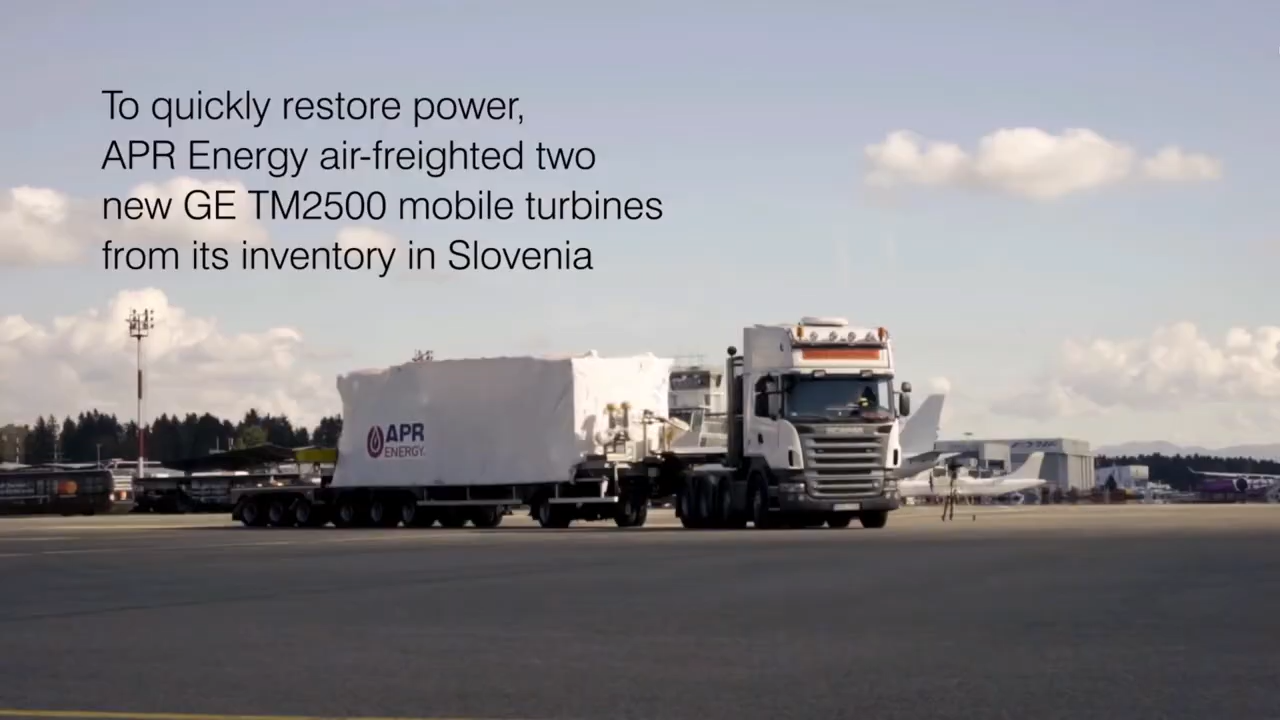 To quickly restore power,
APR Energy air-freighted two
new GE TM2500 mobile turbines
from its inventory in Slovenia
APR
ENERGY
SCANIA